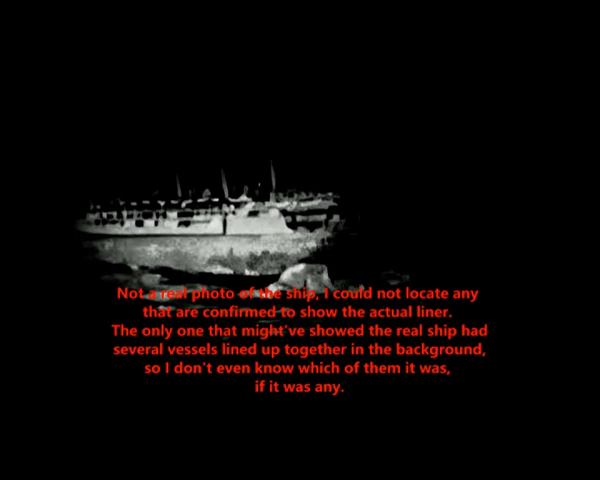 Not a real photo of the ship, I could not locate any
that are confirmed to show the actual liner.
The only one that might've showed the real ship had
several vessels lined up together in the background,
so I don't even know which of them it was,
if it was any.